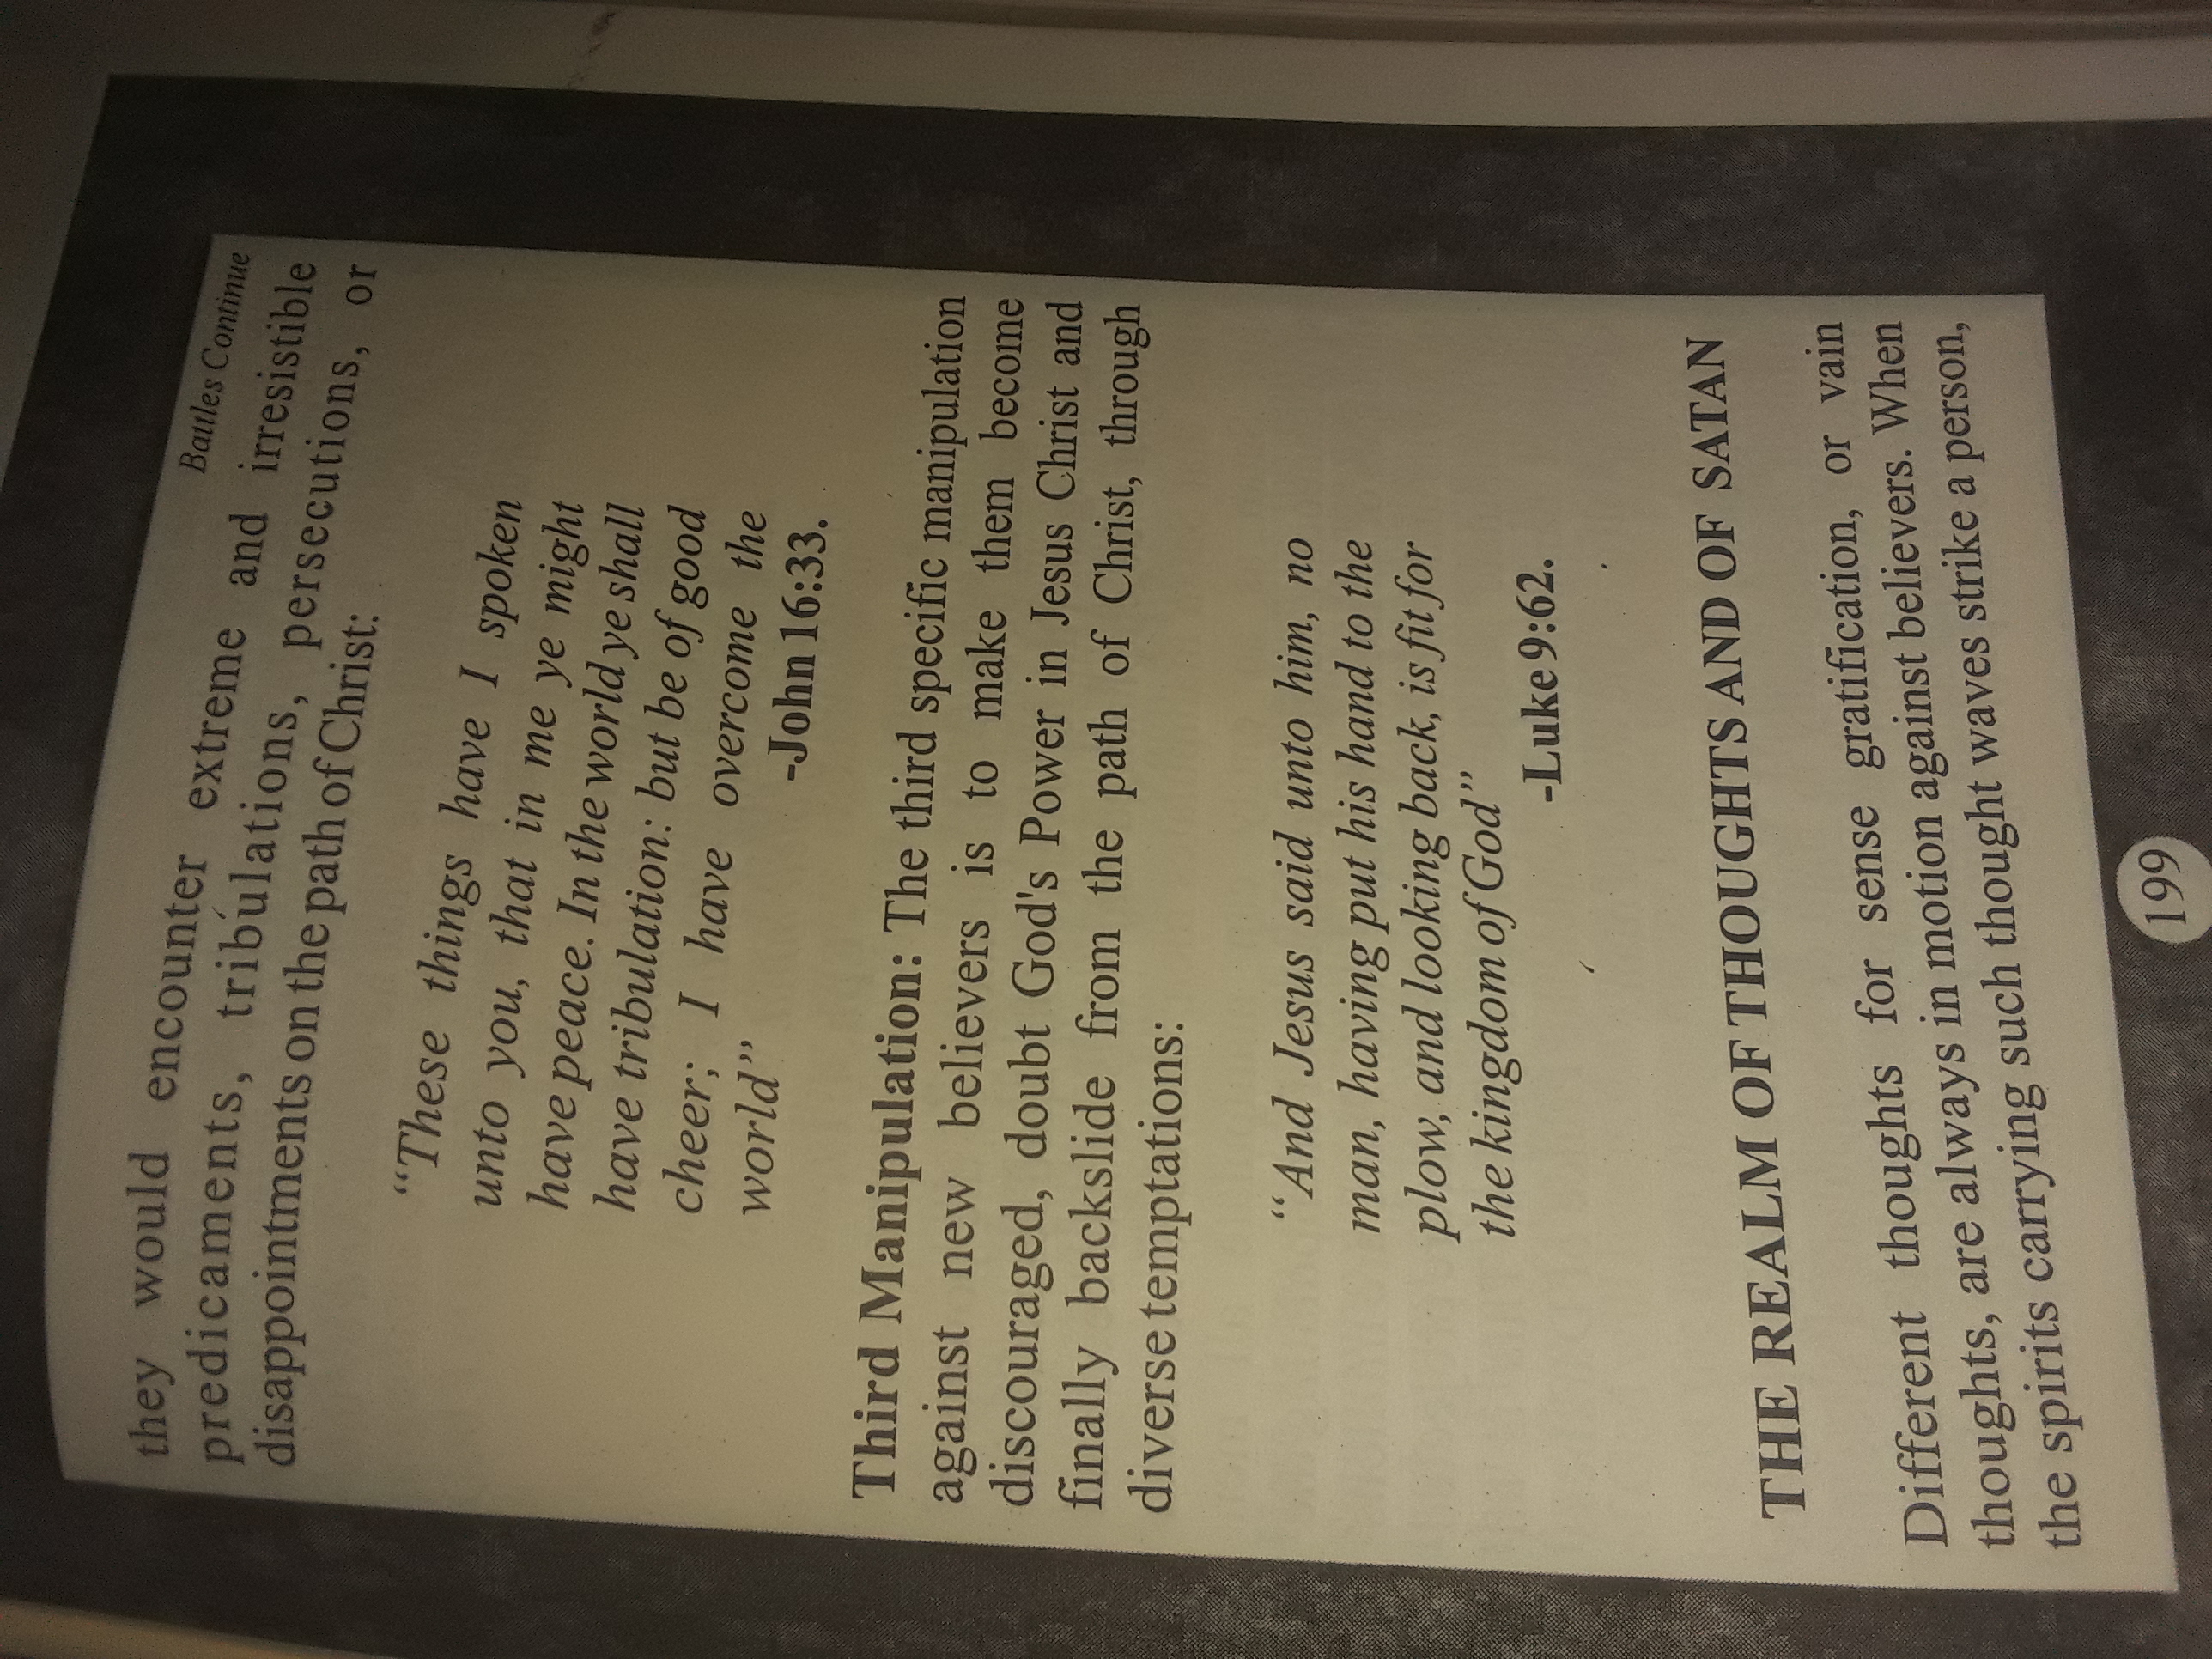 Battles Continue
they would encounter extreme and irresistible
predicaments, tribulations, persecutions, or
disappointments on the path of Christ:
“These things have I spoken
unto you, that in me ye might
have peace. In the world ye shall
have tribulation: but be of good
cheer; I have overcome the
world”
-John 16:33.
Third Manipulation: The third specific manipulation
against new believers is to make them become
discouraged, doubt God's Power in Jesus Christ and
finally backslide from the path of Christ, through
diverse temptations:
“And Jesus said unto him, no
man, having put his hand to the
plow, and looking back, is fit for
the kingdom of God”
-Luke 9:62.
THE REALM OF THOUGHTS AND OF SATAN
Different thoughts for sense gratification, or vain
thoughts, are always in motion against believers. When
the spirits carrying such thought waves strike a person,
199